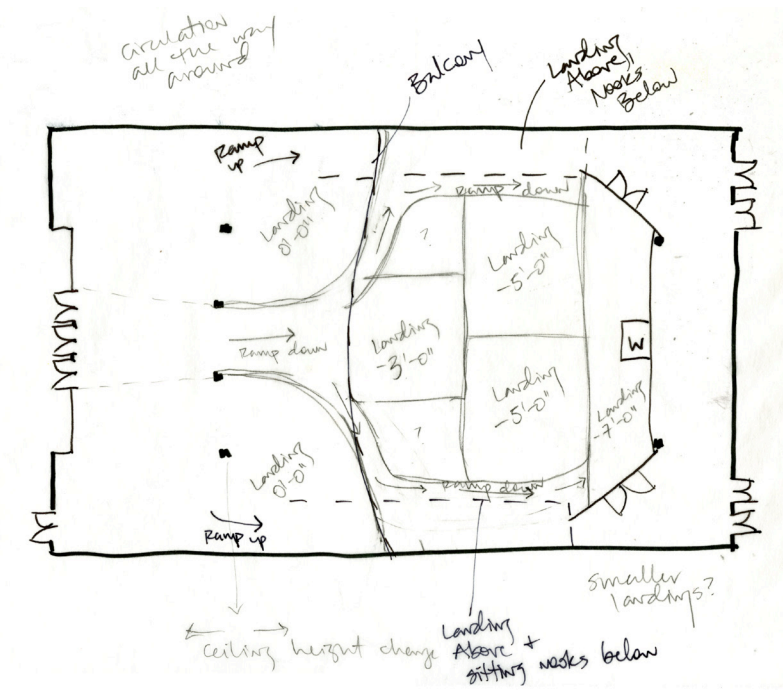 Circulation
all the way
around
Balcony
Landing
Above,
Nooks
Below
Ramp
up
Landing
0'-0"
Ramp down
?
Landing
-5'-0"
Ramp down
Landing
-3'-0"
W
Landing
-5'-0"
Landing
-7'-0"
?
Landing
0'-0"
Ramp down
Ramp up
smaller
landings?
Ceiling height change
Landing
Above +
sitting nooks below